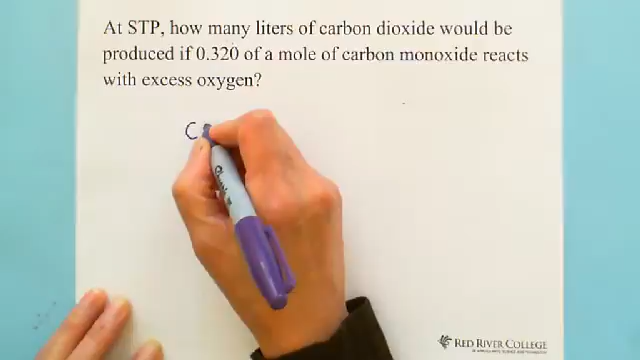 At STP, how many liters of carbon dioxide would be
produced if 0.320 of a mole of carbon monoxide reacts
with excess oxygen?
C
RED RIVER COLLEGE